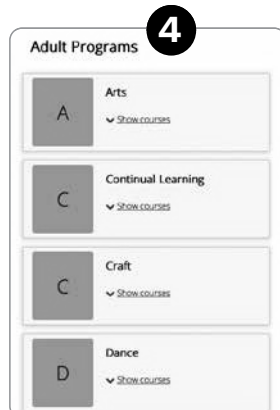 4
Adult Programs
A
Arts
Show courses
C
Continual Learning
Show courses
C
Craft
Show courses
D
Dance
Show courses